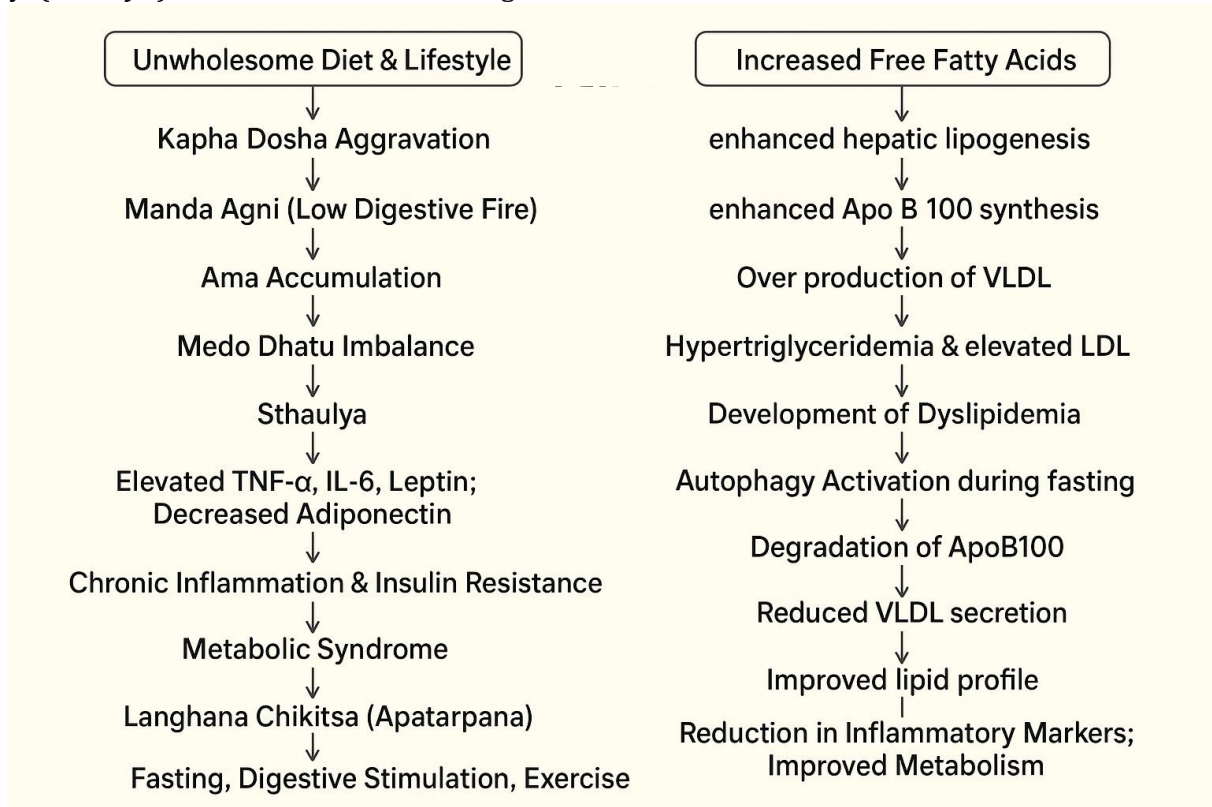 Unwholesome Diet & Lifestyle
Kapha Dosha Aggravation
Manda Agni (Low Digestive Fire)
Ama Accumulation
Medo Dhatu Imbalance
Sthaulya
Elevated TNF-α, IL-6, Leptin;
Decreased Adiponectin
Chronic Inflammation & Insulin Resistance
Metabolic Syndrome
Langhana Chikitsa (Apatarpana)
Fasting, Digestive Stimulation, Exercise
Increased Free Fatty Acids
enhanced hepatic lipogenesis
enhanced Apo B 100 synthesis
Over production of VLDL
Hypertriglyceridemia & elevated LDL
Development of Dyslipidemia
Autophagy Activation during fasting
Degradation of ApoB100
Reduced VLDL secretion
Improved lipid profile
Reduction in Inflammatory Markers;
Improved Metabolism